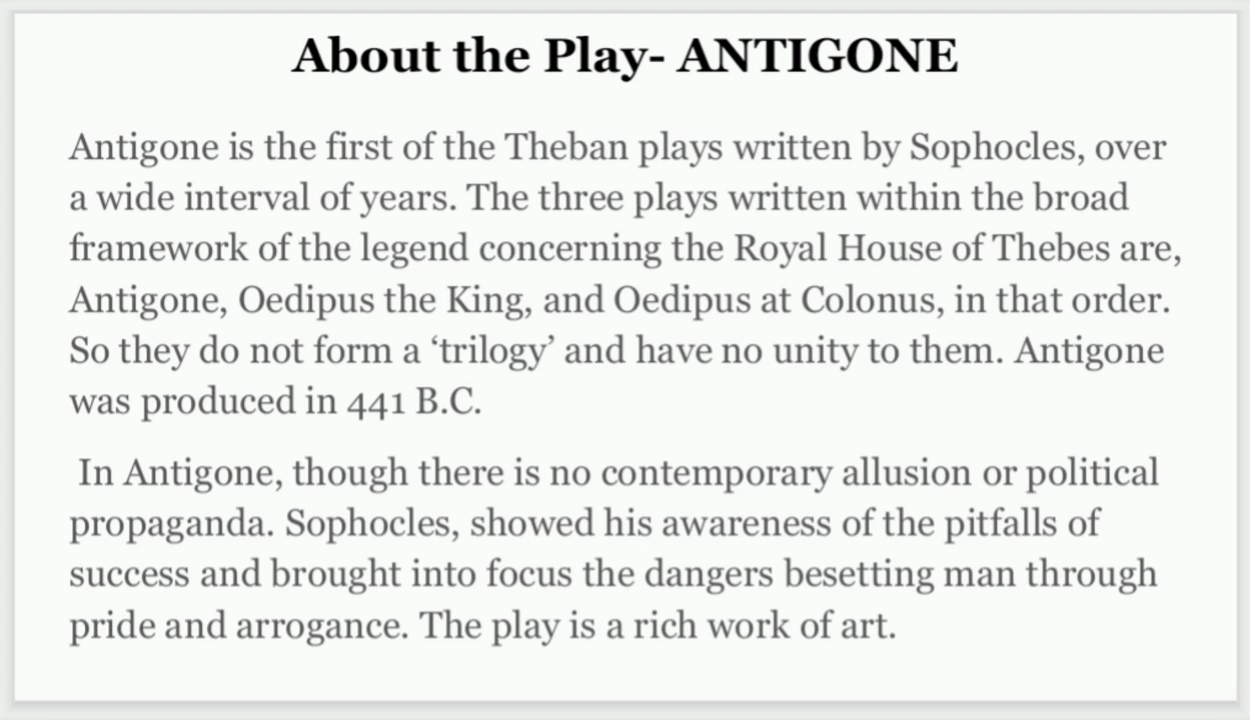 About the Play- ANTIGONE
Antigone is the first of the Theban plays written by Sophocles, over
a wide interval of years. The three plays written within the broad
framework of the legend concerning the Royal House of Thebes are,
Antigone, Oedipus the King, and Oedipus at Colonus, in that order.
So they do not form a ‘trilogy’ and have no unity to them. Antigone
was produced in 441 B.C.
In Antigone, though there is no contemporary allusion or political
propaganda. Sophocles, showed his awareness of the pitfalls of
success and brought into focus the dangers besetting man through
pride and arrogance. The play is a rich work of art.